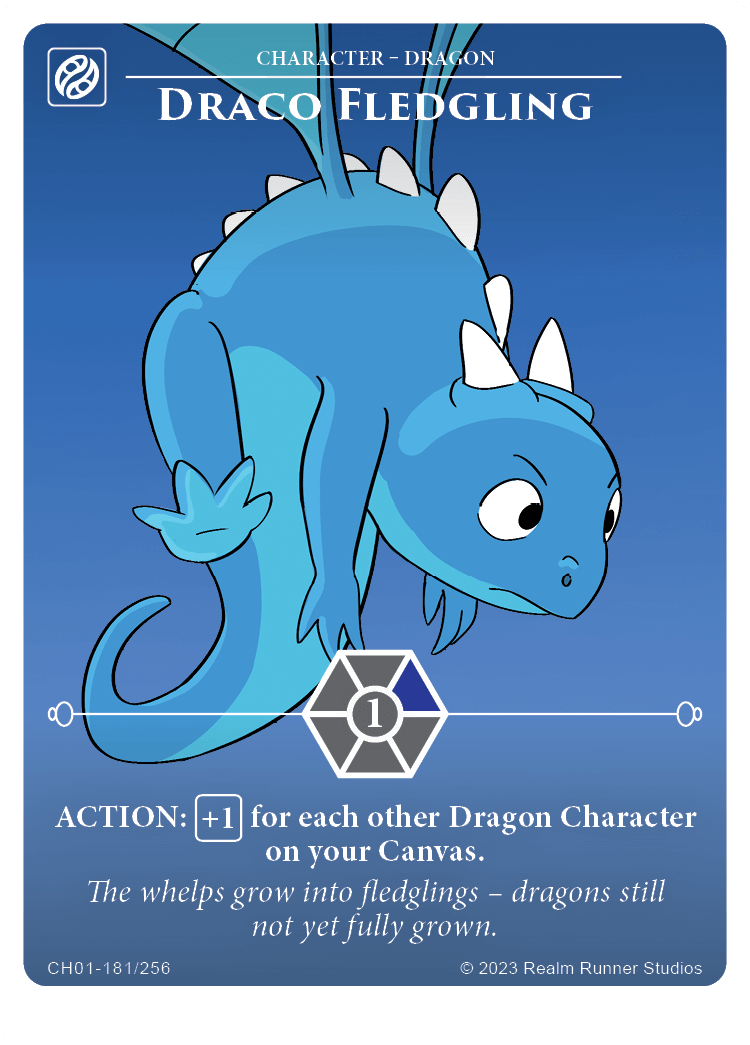 CHARACTER – DRAGON
DRACO FLEDGLING
1
ACTION: +1 for each other Dragon Character
on your Canvas.
The whelps grow into fledglings – dragons still
not yet fully grown.
CH01-181/256
© 2023 Realm Runner Studios